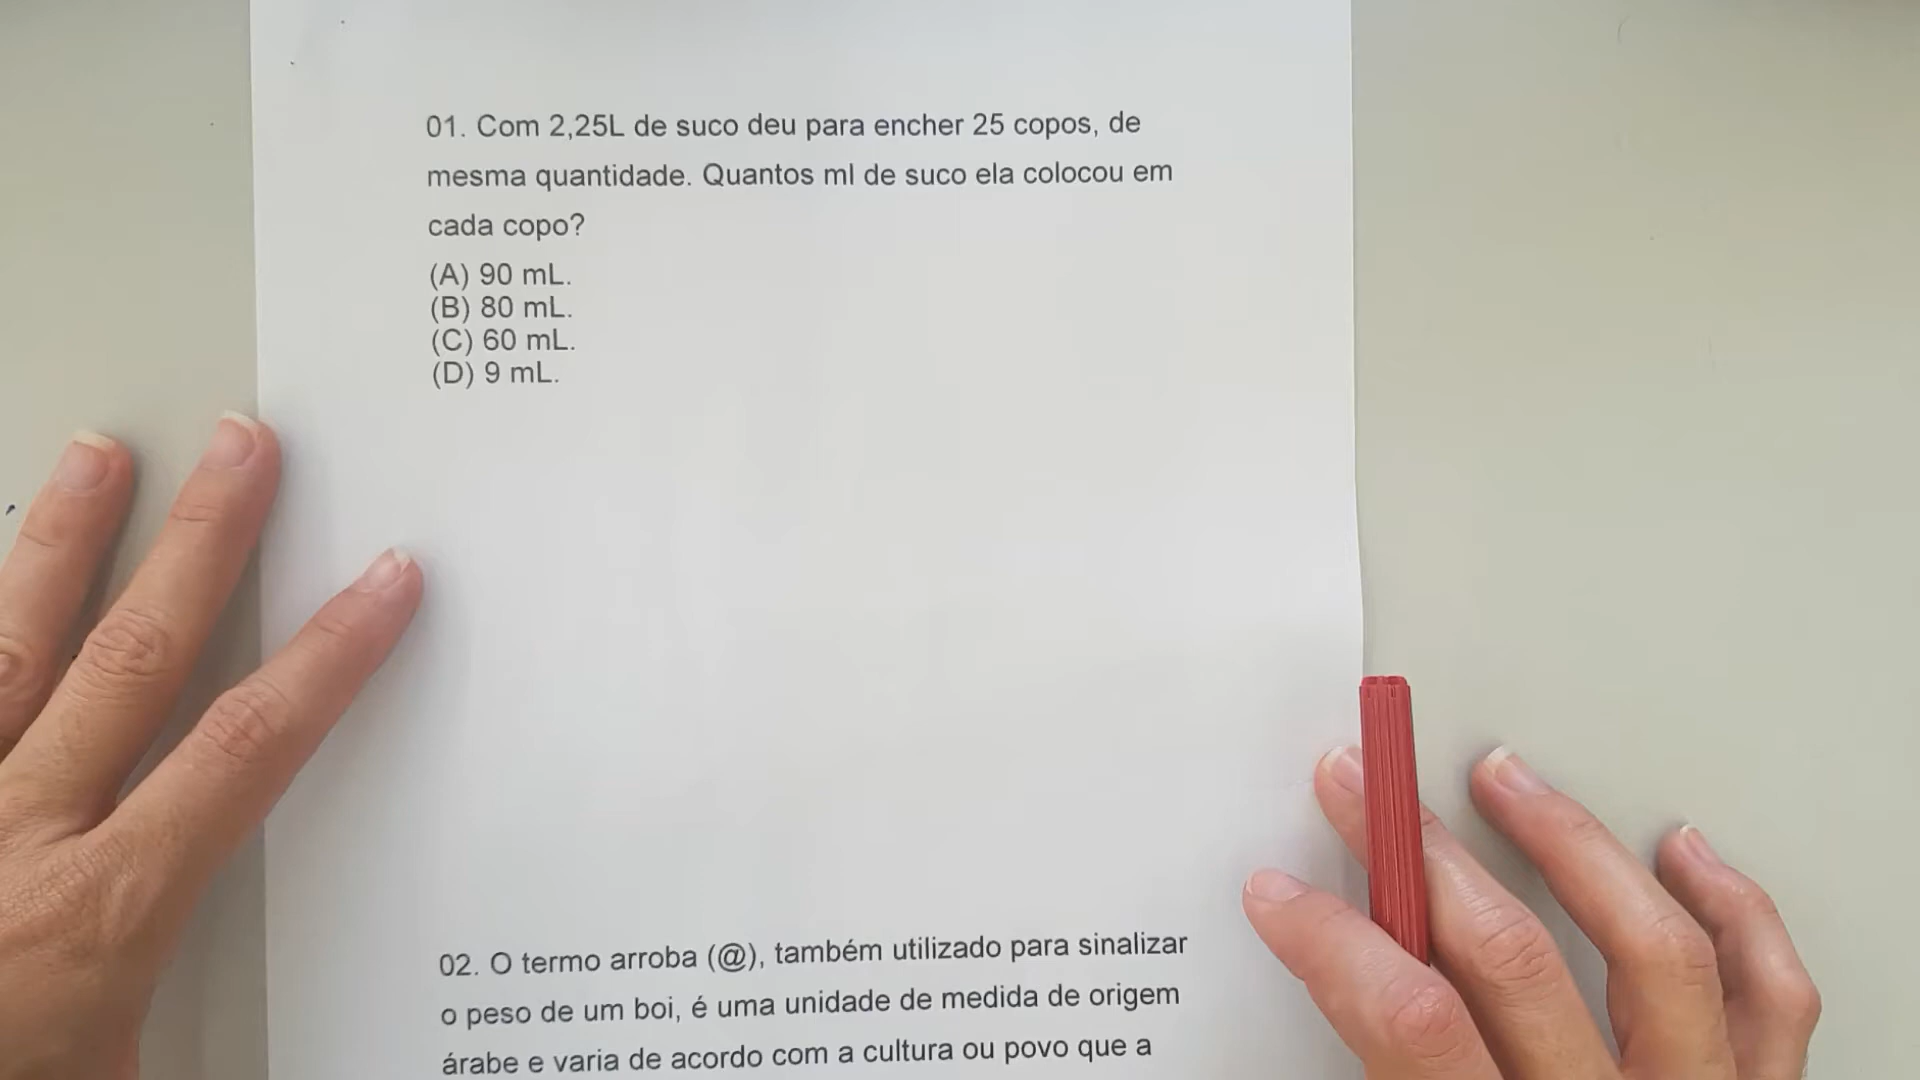 01. Com 2,25L de suco deu para encher 25 copos, de
mesma quantidade. Quantos ml de suco ela colocou em
cada copo?
(A) 90 mL.
(B) 80 mL.
(C) 60 mL.
(D) 9 mL.
02. O termo arroba (@), também utilizado para sinalizar
o peso de um boi, é uma unidade de medida de origem
árabe e varia de acordo com a cultura ou povo que a